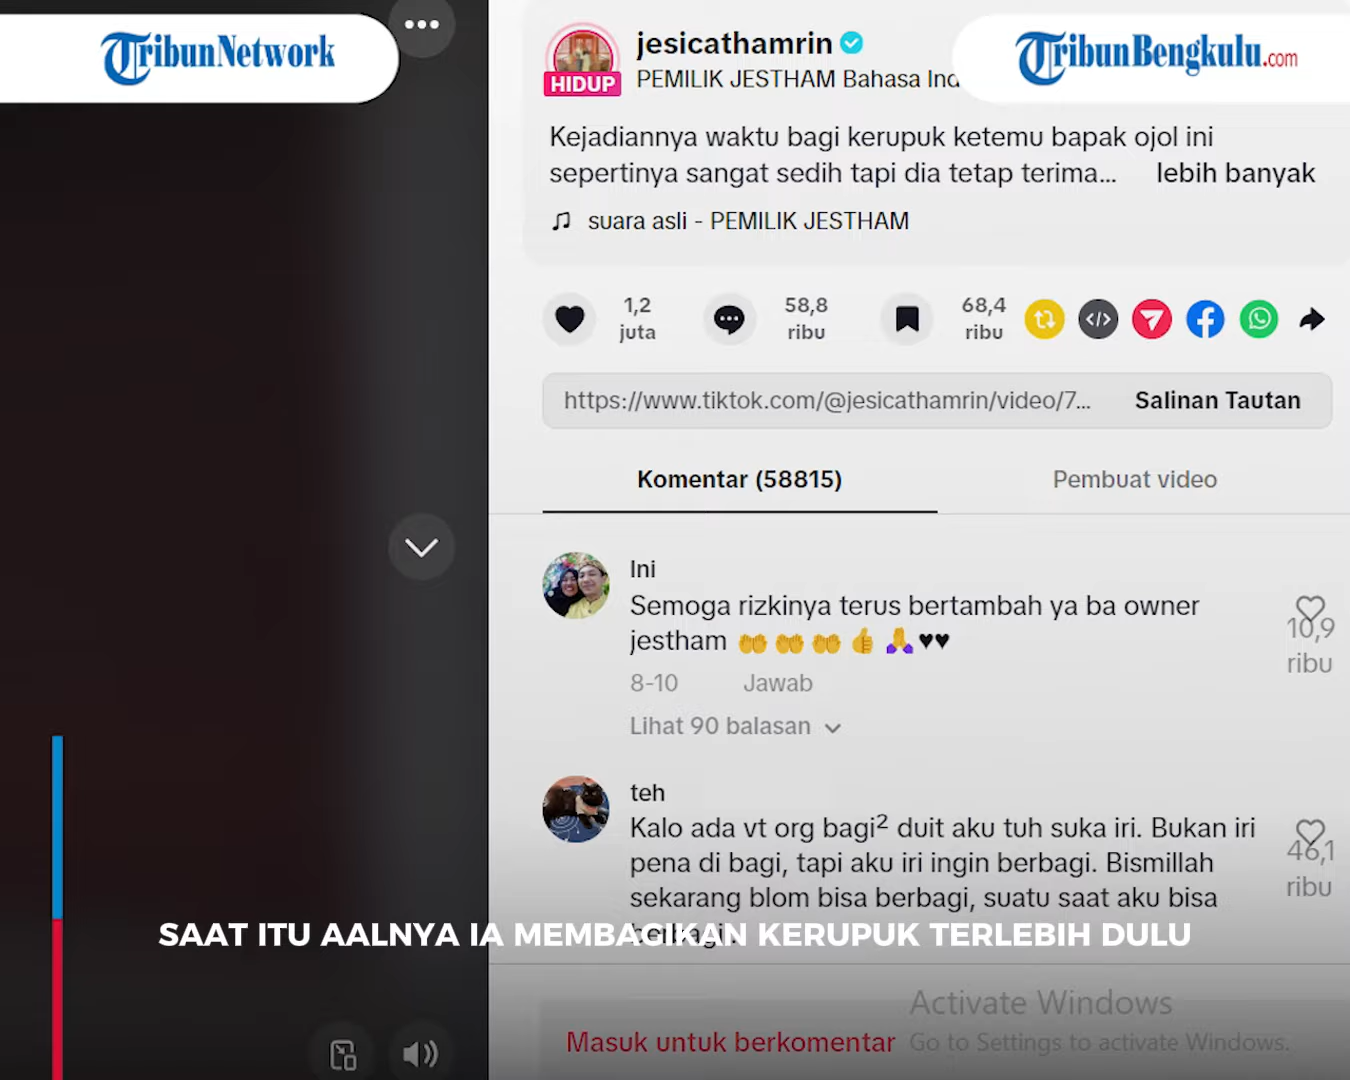 TribunNetwork
TribunBengkulu.com
jesicathamrin
HIDUP
PEMILIK JESTHAM Bahasa Ind
Kejadiannya waktu bagi kerupuk ketemu bapak ojol ini
sepertinya sangat sedih tapi dia tetap terima... lebih banyak
suara asli - PEMILIK JESTHAM
1,2 juta
58,8 ribu
68,4 ribu
https://www.tiktok.com/@jesicathamrin/video/7... Salinan Tautan
Komentar (58815) Pembuat video
Ini
Semoga rizkinya terus bertambah ya ba owner
jestham 🤲 🤲 🤲 👍 🙏♥♥
10,9 ribu
8-10 Jawab
Lihat 90 balasan
teh
Kalo ada vt org bagi² duit aku tuh suka iri. Bukan iri
pena di bagi, tapi aku iri ingin berbagi. Bismillah
sekarang blom bisa berbagi, suatu saat aku bisa
berbagi.
46,1 ribu
SAAT ITU AALNYA IA MEMBAGIKAN KERUPUK TERLEBIH DULU
Activate Windows
Masuk untuk berkomentar Go to Settings to activate Windows.